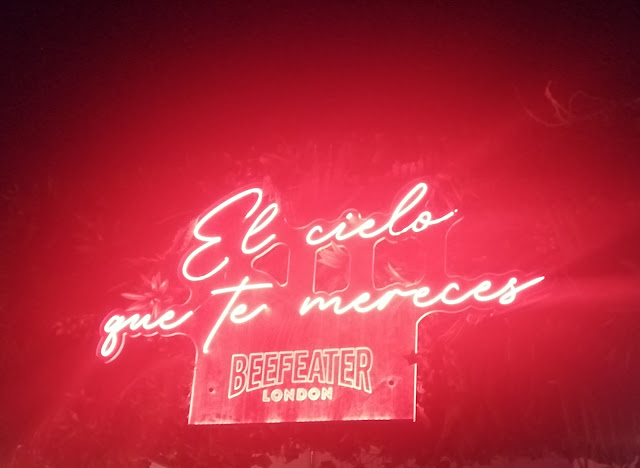 El cielo
que te mereces
BEEFEATER
LONDON